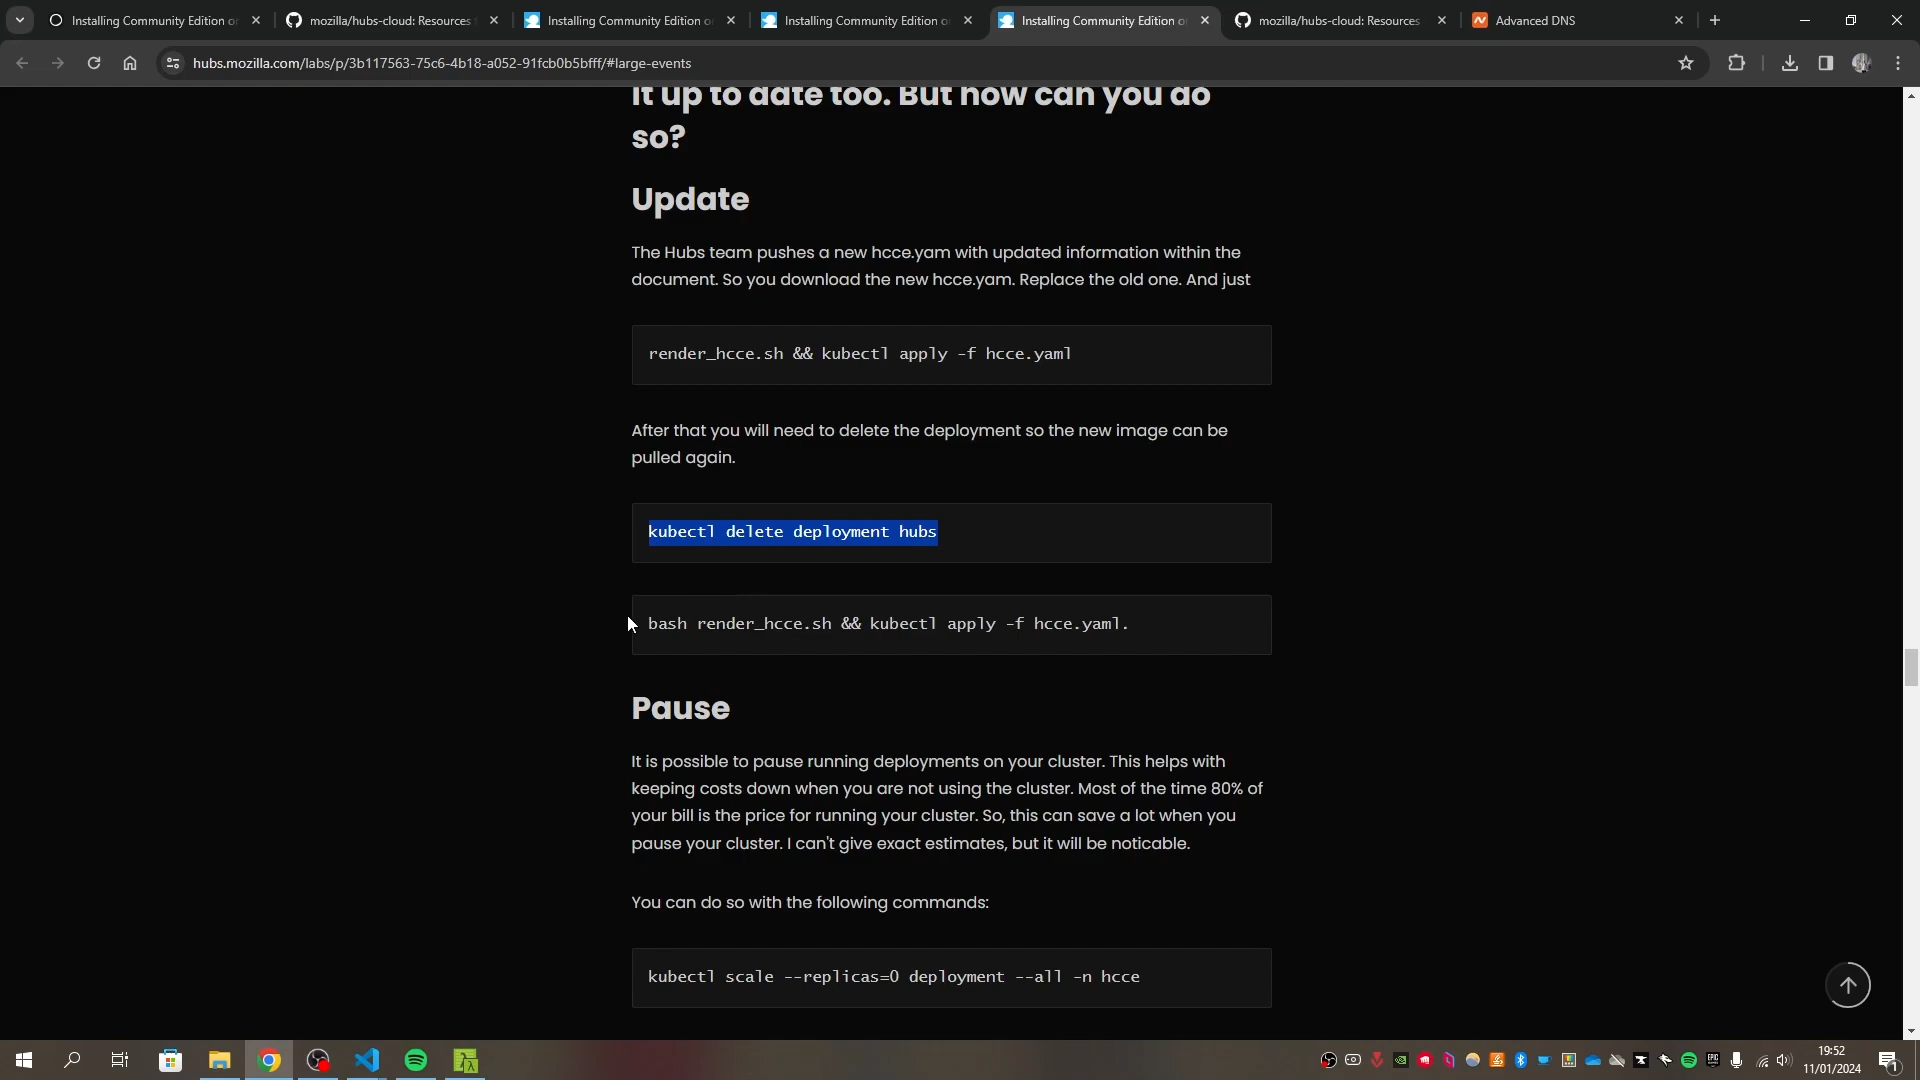 Installing Community Edition or
mozilla/hubs-cloud: Resources
Installing Community Edition o
Installing Community Edition o
Installing Community Edition o
mozilla/hubs-cloud: Resources
Advanced DNS
hubs.mozilla.com/labs/p/3b117563-75c6-4b18-a052-91fcb0b5bfff/#large-events
it up to date too. But how can you do
so?
Update
The Hubs team pushes a new hcce.yam with updated information within the
document. So you download the new hcce.yam. Replace the old one. And just
render_hcce.sh && kubectl apply -f hcce.yaml
After that you will need to delete the deployment so the new image can be
pulled again.
kubectl delete deployment hubs
bash render_hcce.sh && kubectl apply -f hcce.yaml.
Pause
It is possible to pause running deployments on your cluster. This helps with
keeping costs down when you are not using the cluster. Most of the time 80% of
your bill is the price for running your cluster. So, this can save a lot when you
pause your cluster. I can't give exact estimates, but it will be noticable.
You can do so with the following commands:
kubectl scale --replicas=0 deployment --all -n hcce
19:52
11/01/2024